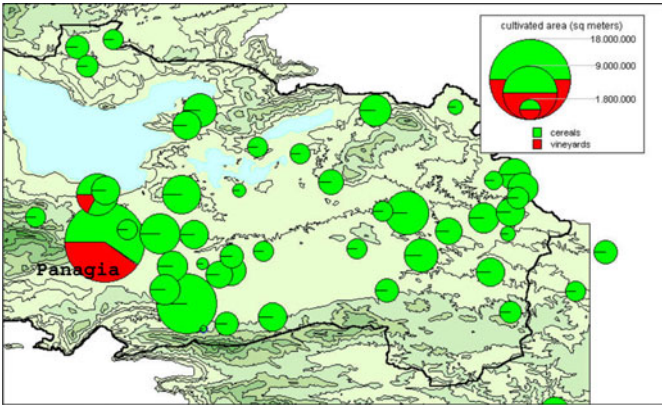 cultivated area (sq meters)
18.000.000
9.000.000
1.800.000
cereals
vineyards
Panagia